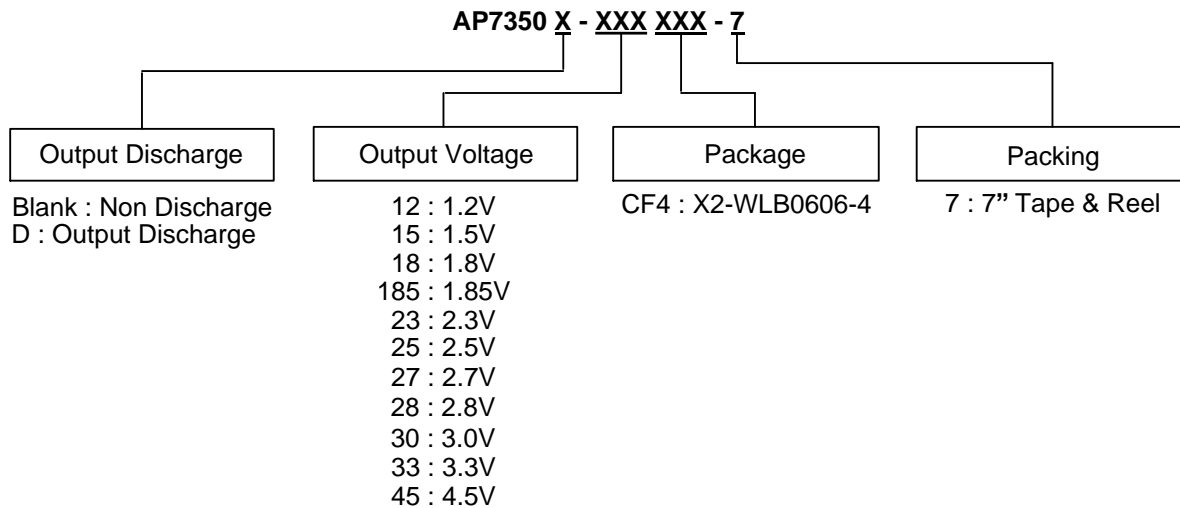 AP7350 X - XXX XXX - 7
Output Discharge
Blank : Non Discharge
D : Output Discharge
Output Voltage
12 : 1.2V
15 : 1.5V
18 : 1.8V
185 : 1.85V
23 : 2.3V
25 : 2.5V
27 : 2.7V
28 : 2.8V
30 : 3.0V
33 : 3.3V
45 : 4.5V
Package
CF4 : X2-WLB0606-4
Packing
7 : 7” Tape & Reel